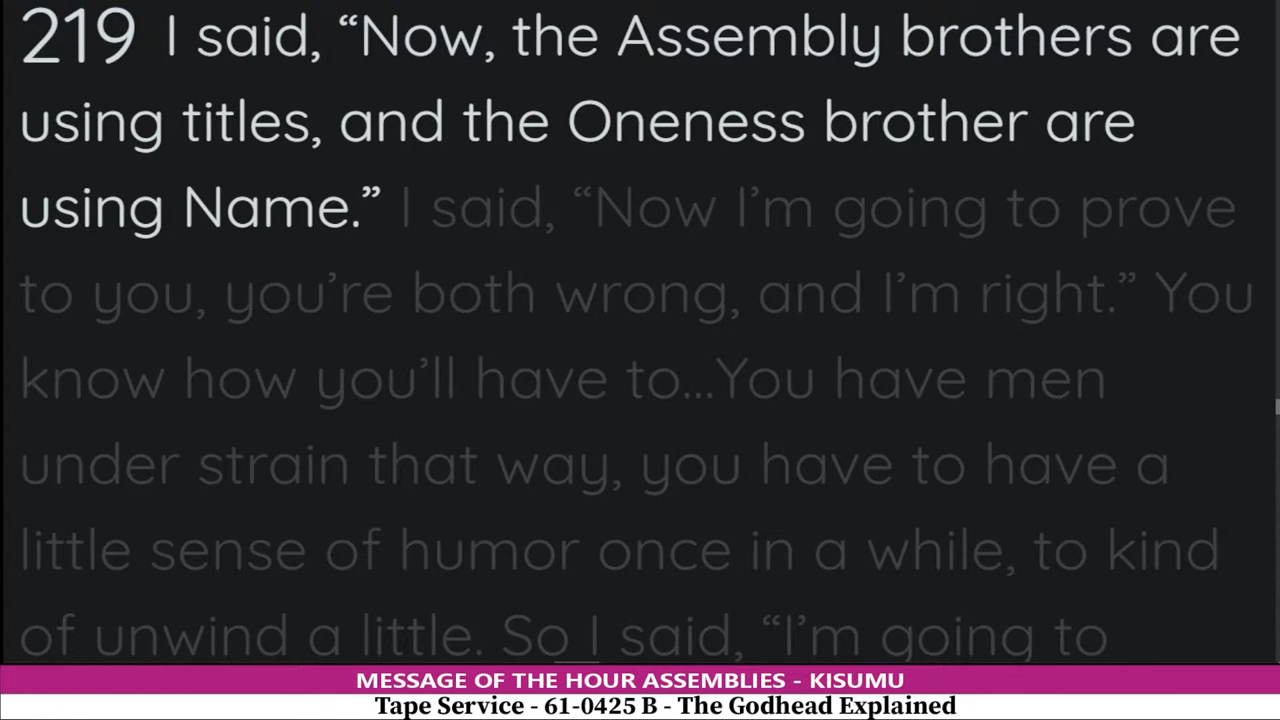 219 I said, “Now, the Assembly brothers are
using titles, and the Oneness brother are
using Name.” I said, “Now I’m going to prove
to you, you’re both wrong, and I’m right.” You
know how you’ll have to...You have men
under strain that way, you have to have a
little sense of humor once in a while, to kind
of unwind a little. So I said, “I’m going to
MESSAGE OF THE HOUR ASSEMBLIES - KISUMU
Tape Service - 61-0425 B - The Godhead Explained